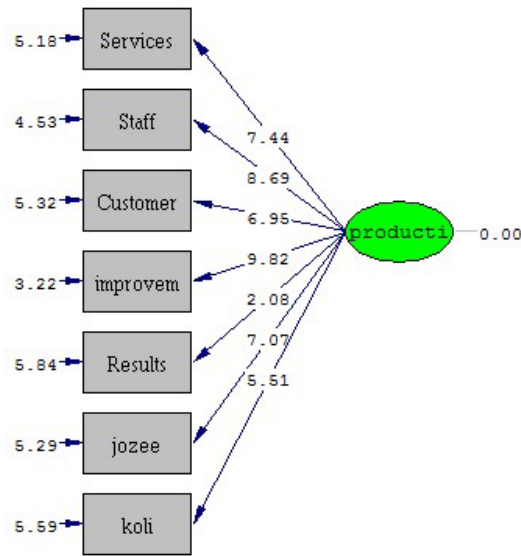 5.18 Services
7.44
4.53 Staff
8.69
5.32 Customer
6.95
producti 0.00
3.22 improvem
9.82
2.08
5.84 Results
7.07
5.51
5.29 jozee
5.59 koli